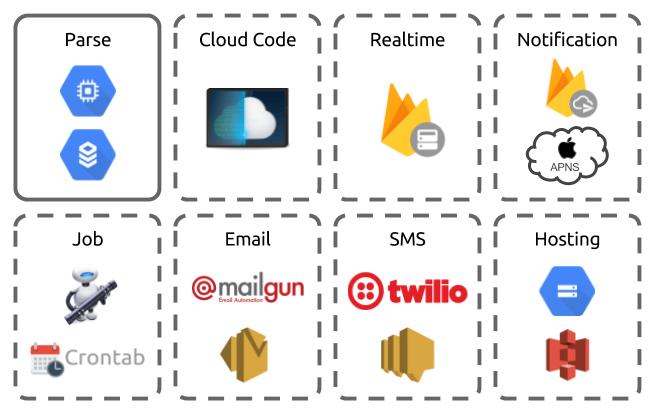 Parse
Cloud Code
Realtime
Notification
APNS
Job
Email
SMS
Hosting
@mailgun
Email Automation
twilio
Crontab